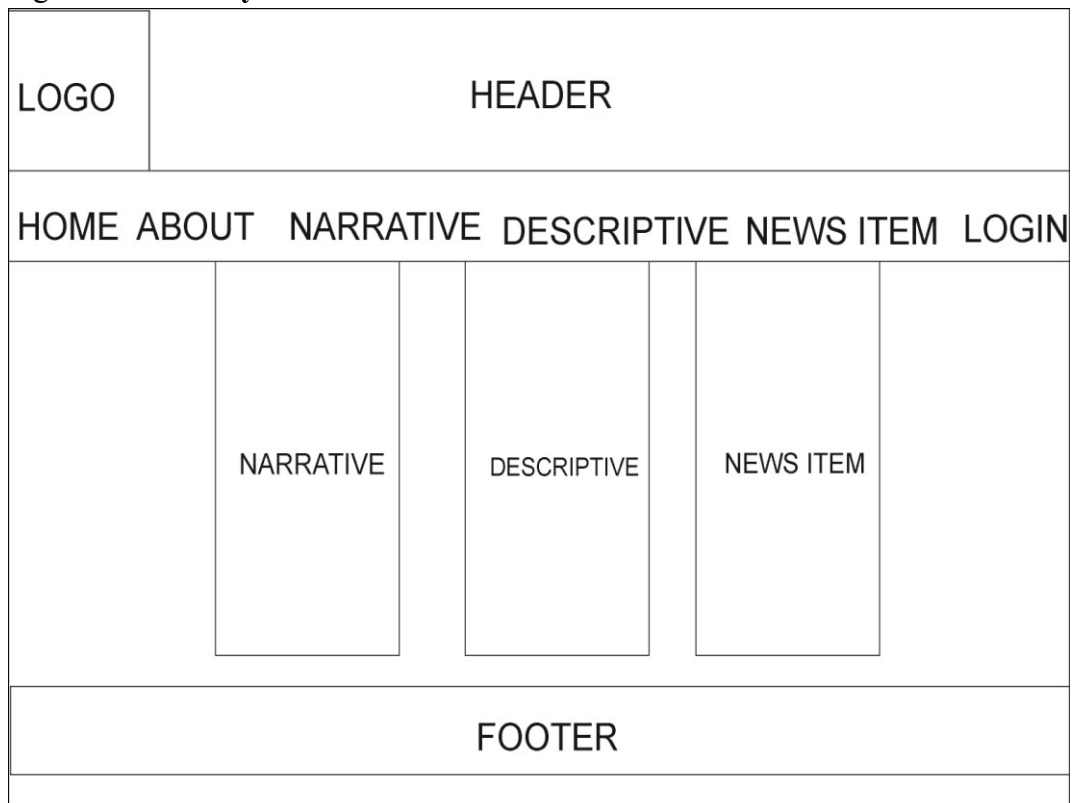 LOGO HEADER
HOME ABOUT NARRATIVE DESCRIPTIVE NEWS ITEM LOGIN
NARRATIVE DESCRIPTIVE NEWS ITEM
FOOTER